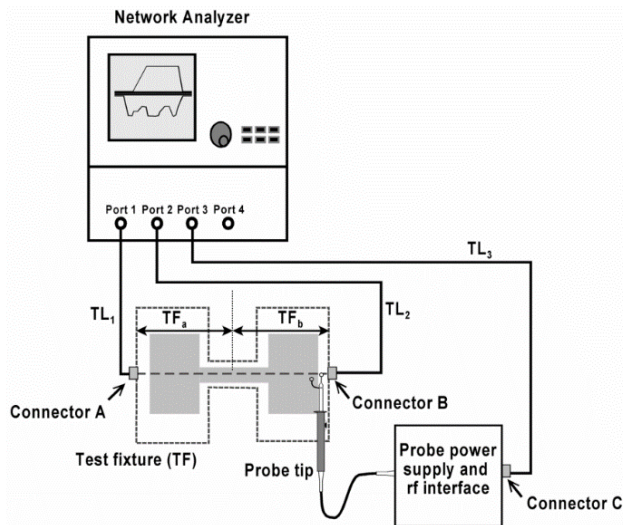 Network Analyzer
Port 1 Port 2 Port 3 Port 4
TL3
TL1
TFa
TFb
TL2
Connector A
Connector B
Test fixture (TF)
Probe tip
Probe power
supply and
rf interface
Connector C